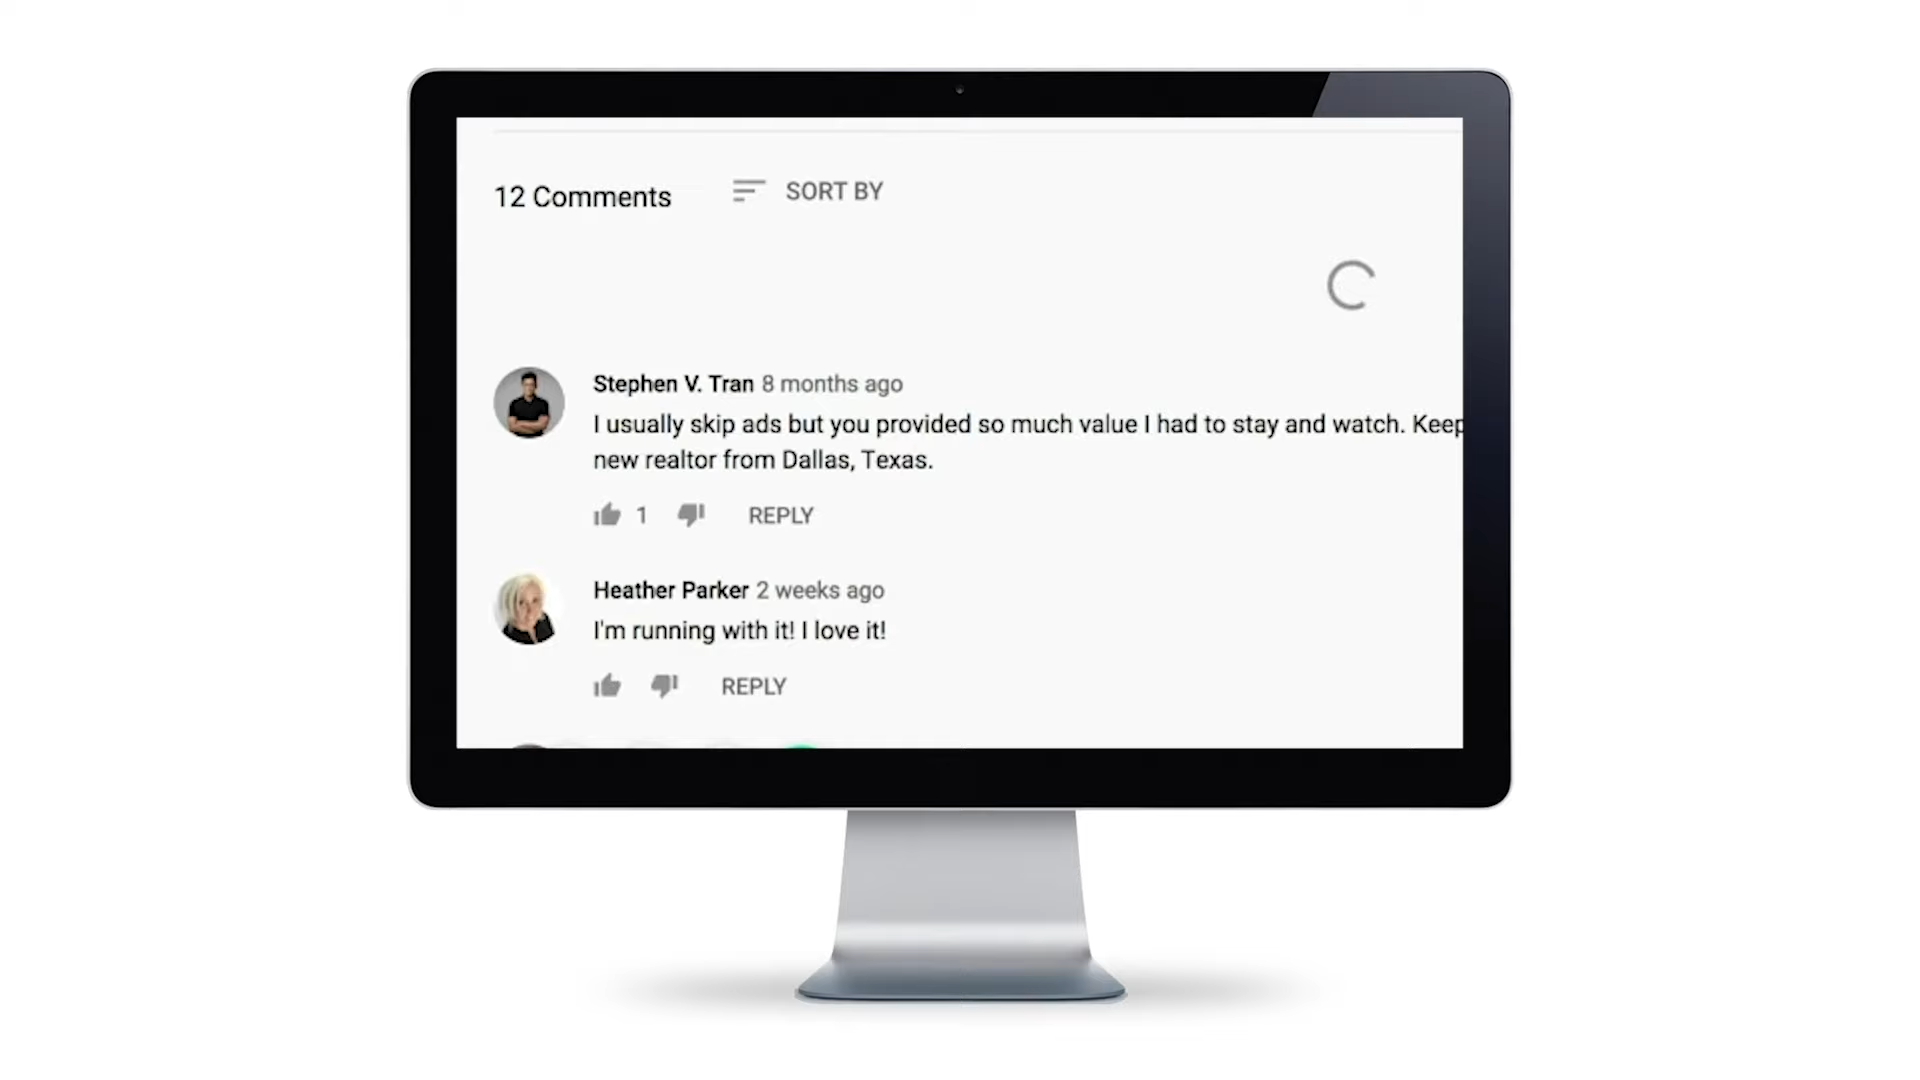 12 Comments
SORT BY
Stephen V. Tran 8 months ago
I usually skip ads but you provided so much value I had to stay and watch. Keep
new realtor from Dallas, Texas.
1
REPLY
Heather Parker 2 weeks ago
I'm running with it! I love it!
REPLY